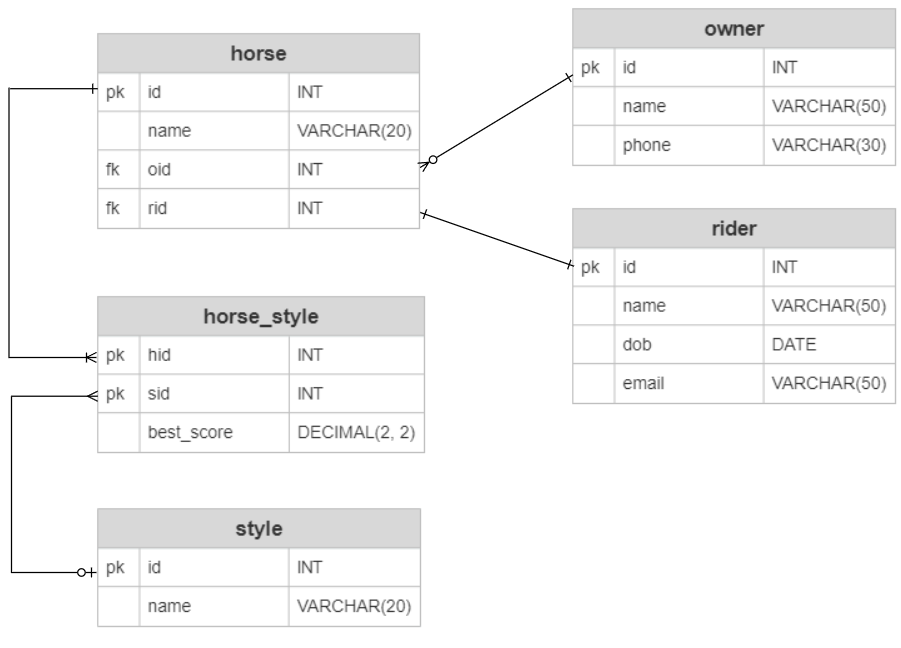 horse
pk id INT
name VARCHAR(20)
fk oid INT
fk rid INT
owner
pk id INT
name VARCHAR(50)
phone VARCHAR(30)
rider
pk id INT
name VARCHAR(50)
dob DATE
email VARCHAR(50)
horse_style
pk hid INT
pk sid INT
best_score DECIMAL(2, 2)
style
pk id INT
name VARCHAR(20)